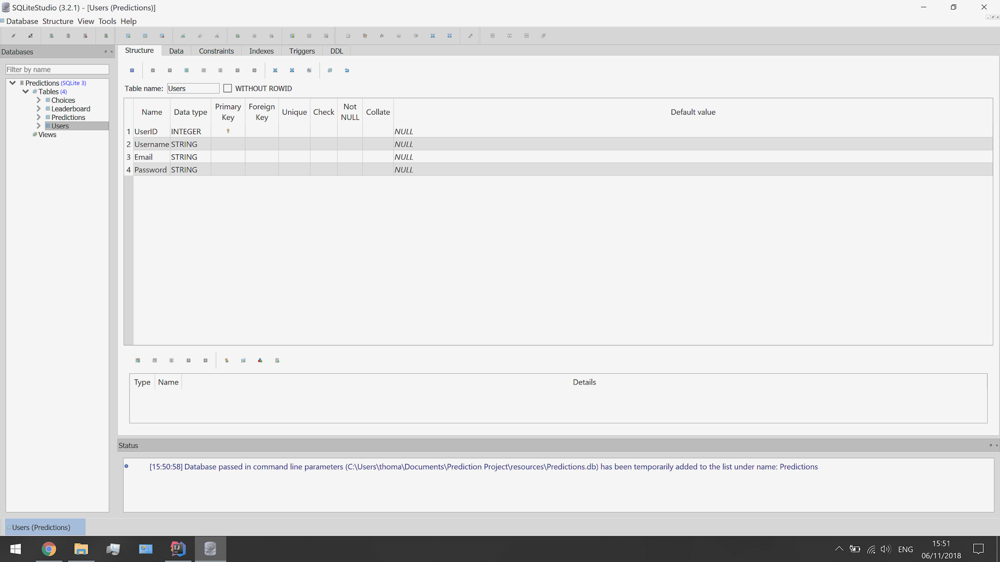 SQLiteStudio (3.2.1) - [Users (Predictions)]
Database Structure View Tools Help
Databases
Filter by name
Predictions (SQLite 3)
Tables (4)
Choices
Leaderboard
Predictions
Users
Views
Structure Data Constraints Indexes Triggers DDL
Table name: Users WITHOUT ROWID
Name Data type Primary Key Foreign Key Unique Check Not NULL Collate Default value
1 UserID INTEGER NULL
2 Username STRING NULL
3 Email STRING NULL
4 Password STRING NULL
Type Name Details
Status
[15:50:58] Database passed in command line parameters (C:\Users\thoma\Documents\Prediction Project\resources\Predictions.db) has been temporarily added to the list under name: Predictions
Users (Predictions)
IJ
ENG
15:51
06/11/2018